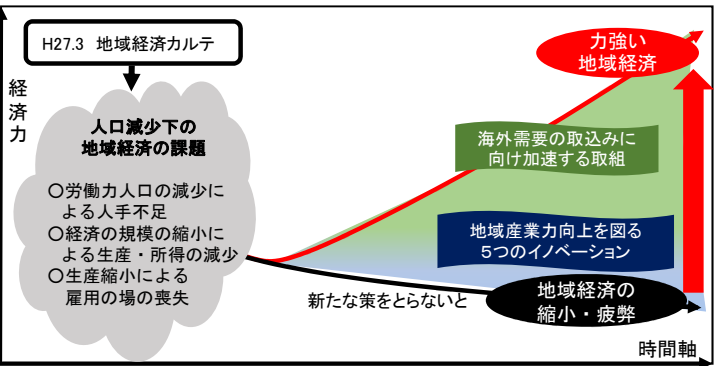 H27.3 地域経済カルテ
経済力
人口減少下の
地域経済の課題
○労働力人口の減少に
よる人手不足
○経済の規模の縮小に
よる生産・所得の減少
○生産縮小による
雇用の場の喪失
力強い
地域経済
海外需要の取込みに
向け加速する取組
地域産業力向上を図る
５つのイノベーション
新たな策をとらないと
地域経済の
縮小・疲弊
時間軸